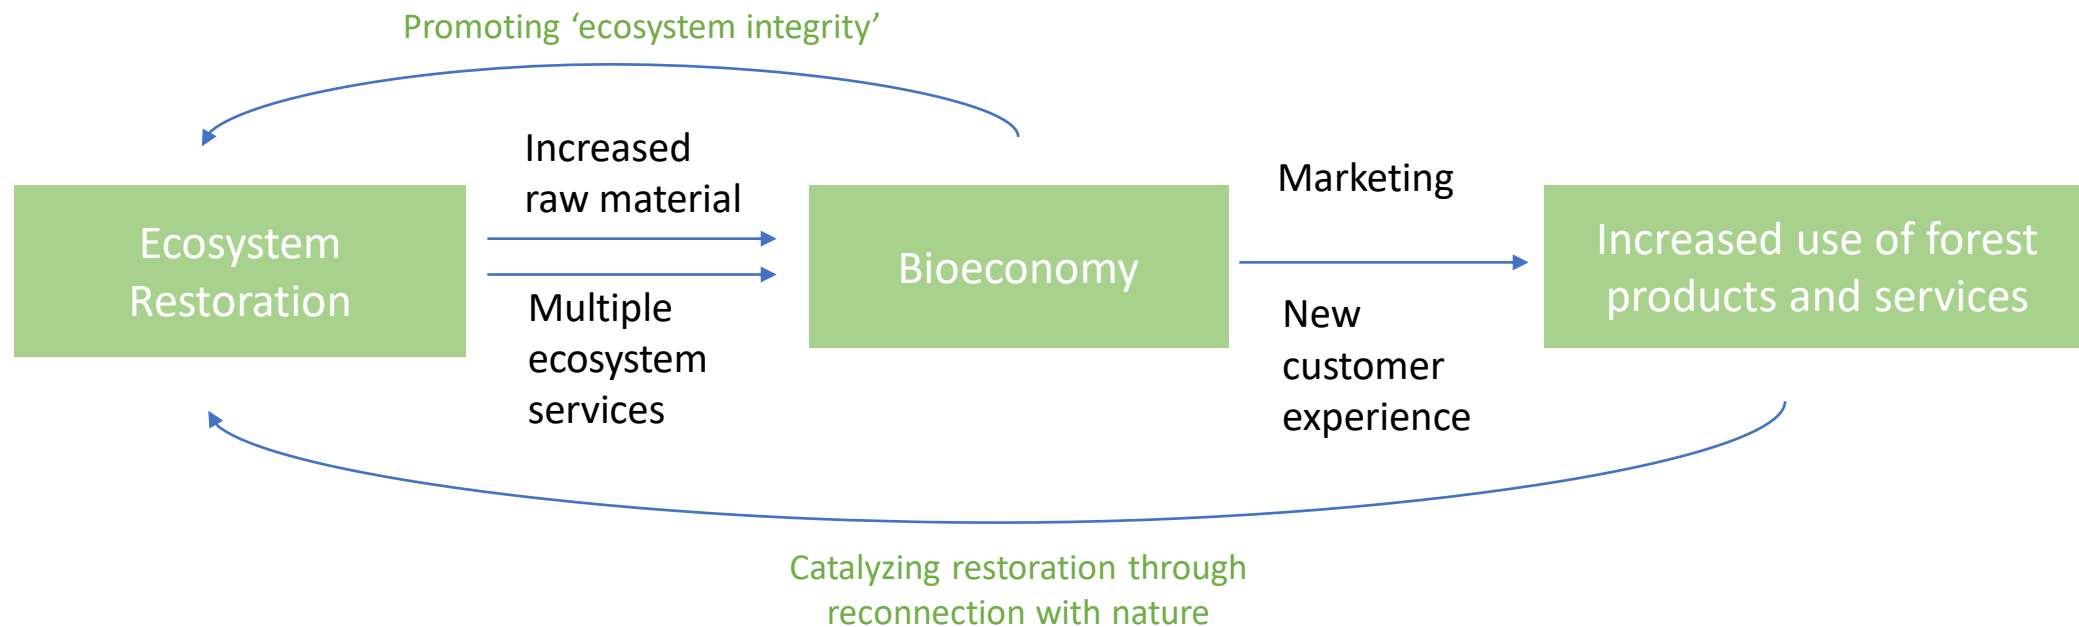 Promoting ‘ecosystem integrity’
Increased
raw material
Marketing
Ecosystem
Restoration
Bioeconomy
Increased use of forest
products and services
Multiple
ecosystem
services
New
customer
experience
Catalyzing restoration through
reconnection with nature